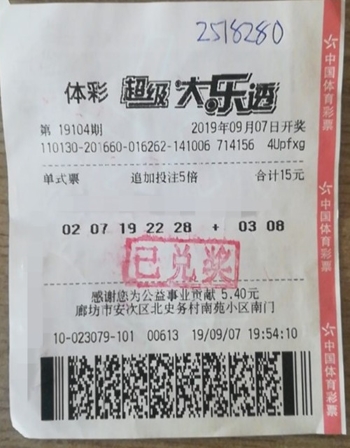 2518280
体彩 超级大乐透
第 19104期 2019年09月07日开奖
110130-201660-016262-141006 714156 4Upfxg
单式票 追加投注5倍 合计15元
02 07 19 22 28 + 03 08
已兑奖
感谢您为公益事业贡献 5.40元
廊坊市安次区北史务村南苑小区南门
10-023079-101 00613 19/09/07 19:54:10
中国体育彩票
中国体育彩票
中国体育彩票